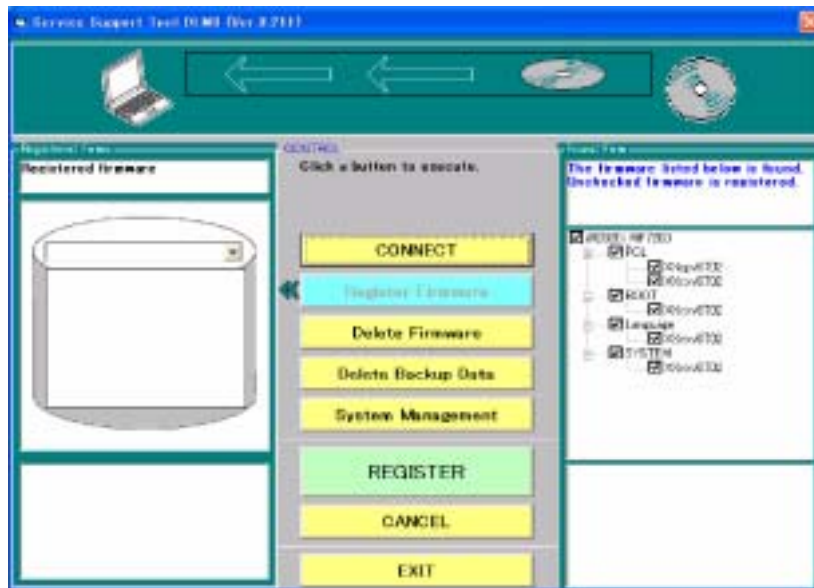 Service Support Tool
Registered firmware
CONTROL
Click a button to execute.
The firmware listed below is found.
Unchecked firmware is registered.
CONNECT
Register Firmware
Delete Firmware
Delete Backup Data
System Management
REGISTER
CANCEL
EXIT
PCL
BOOT
Language
SYSTEM